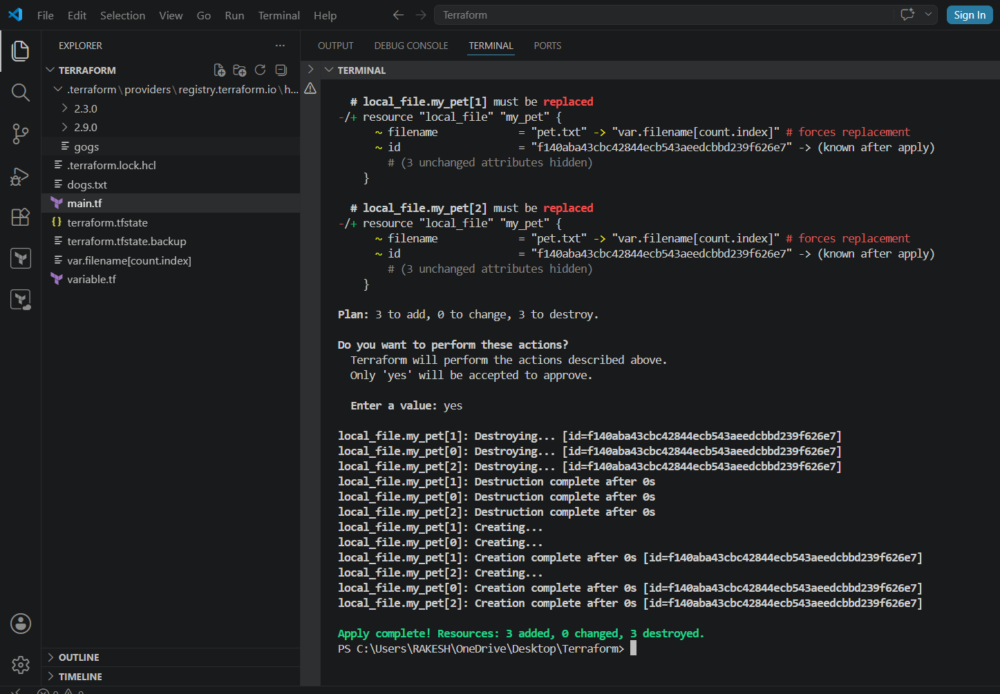 File Edit Selection View Go Run Terminal Help
Terraform
Sign In
EXPLORER
TERRAFORM
.terraform\providers\registry.terraform.io\h...
2.3.0
2.9.0
gogs
.terraform.lock.hcl
dogs.txt
main.tf
terraform.tfstate
terraform.tfstate.backup
var.filename[count.index]
variable.tf
OUTLINE
TIMELINE
OUTPUT DEBUG CONSOLE TERMINAL PORTS
TERMINAL
# local_file.my_pet[1] must be replaced
-/+ resource "local_file" "my_pet" {
~ filename = "pet.txt" -> "var.filename[count.index]" # forces replacement
~ id = "f140aba43cbc42844ecb543aeedcbbd239f626e7" -> (known after apply)
# (3 unchanged attributes hidden)
}
# local_file.my_pet[2] must be replaced
-/+ resource "local_file" "my_pet" {
~ filename = "pet.txt" -> "var.filename[count.index]" # forces replacement
~ id = "f140aba43cbc42844ecb543aeedcbbd239f626e7" -> (known after apply)
# (3 unchanged attributes hidden)
}
Plan: 3 to add, 0 to change, 3 to destroy.
Do you want to perform these actions?
Terraform will perform the actions described above.
Only 'yes' will be accepted to approve.
Enter a value: yes
local_file.my_pet[1]: Destroying... [id=f140aba43cbc42844ecb543aeedcbbd239f626e7]
local_file.my_pet[0]: Destroying... [id=f140aba43cbc42844ecb543aeedcbbd239f626e7]
local_file.my_pet[2]: Destroying... [id=f140aba43cbc42844ecb543aeedcbbd239f626e7]
local_file.my_pet[1]: Destruction complete after 0s
local_file.my_pet[0]: Destruction complete after 0s
local_file.my_pet[2]: Destruction complete after 0s
local_file.my_pet[1]: Creating...
local_file.my_pet[0]: Creating...
local_file.my_pet[1]: Creation complete after 0s [id=f140aba43cbc42844ecb543aeedcbbd239f626e7]
local_file.my_pet[2]: Creating...
local_file.my_pet[0]: Creation complete after 0s [id=f140aba43cbc42844ecb543aeedcbbd239f626e7]
local_file.my_pet[2]: Creation complete after 0s [id=f140aba43cbc42844ecb543aeedcbbd239f626e7]
Apply complete! Resources: 3 added, 0 changed, 3 destroyed.
PS C:\Users\RAKESH\OneDrive\Desktop\Terraform>